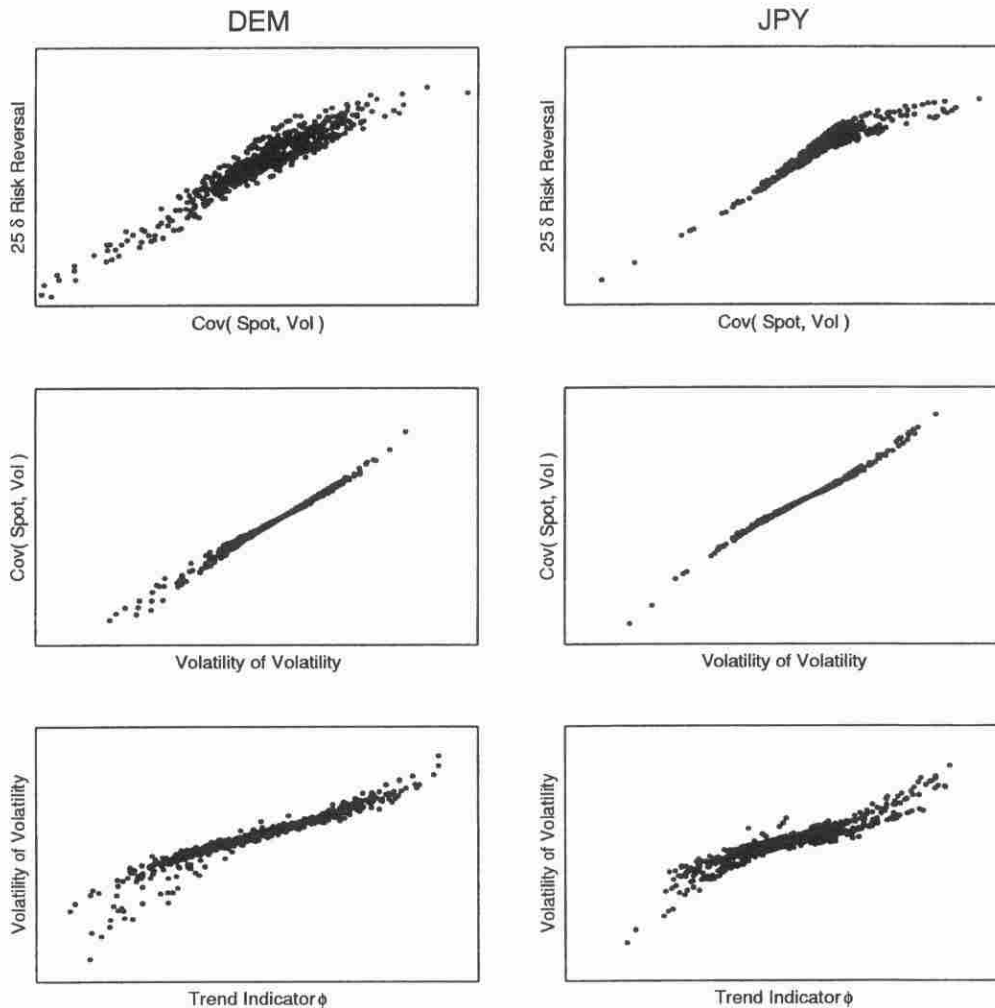 DEM
JPY
25 δ Risk Reversal
Cov( Spot, Vol )
25 δ Risk Reversal
Cov( Spot, Vol )
Cov( Spot, Vol )
Volatility of Volatility
Cov( Spot, Vol )
Volatility of Volatility
Volatility of Volatility
Trend Indicator ϕ
Volatility of Volatility
Trend Indicator ϕ